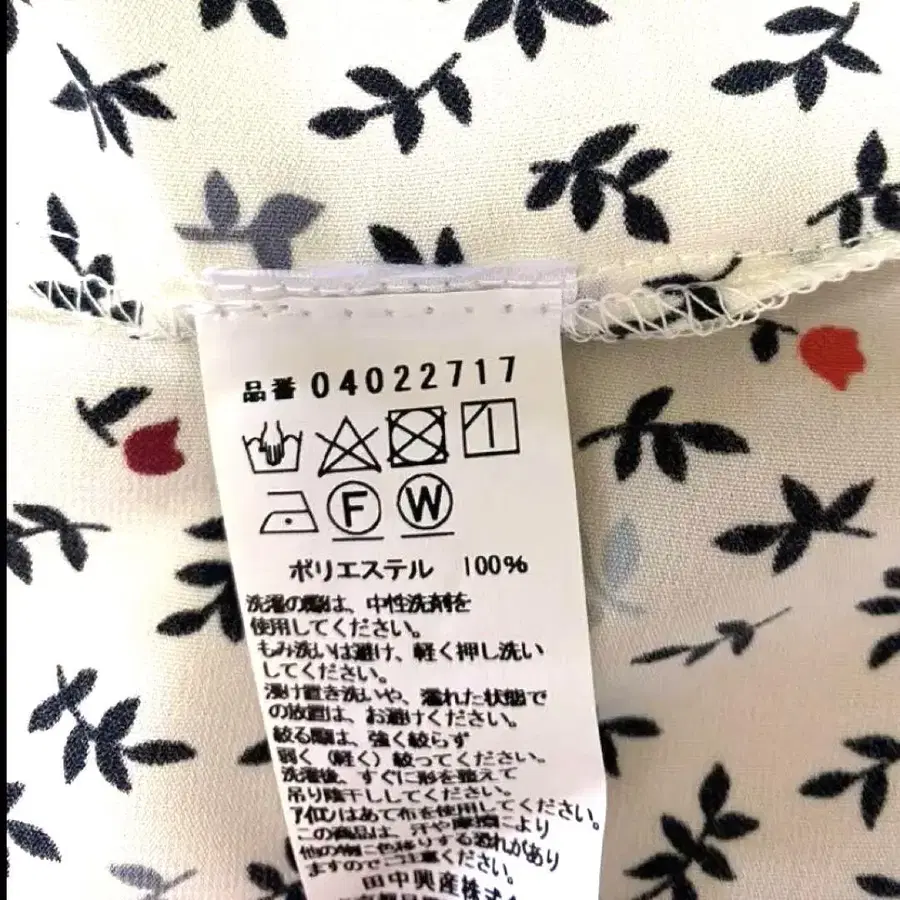 品番 04022717
F W
ポリエステル 100%
洗濯の際は、中性洗剤を
使用してください。
もみ洗いは避け、軽く押し洗い
してください。
浸け置き洗いや、濡れた状態で
の放置は、お避けください。
絞る際は、強く絞らず
弱く（軽く）絞ってください。
洗濯後、すぐに形を整えて
吊り陰干ししてください。
アイロンはあて布を使用してください。
この商品は、汗や摩擦により
他の物に色移りする恐れがあり
ますのでご注意ください。
田中興産株式